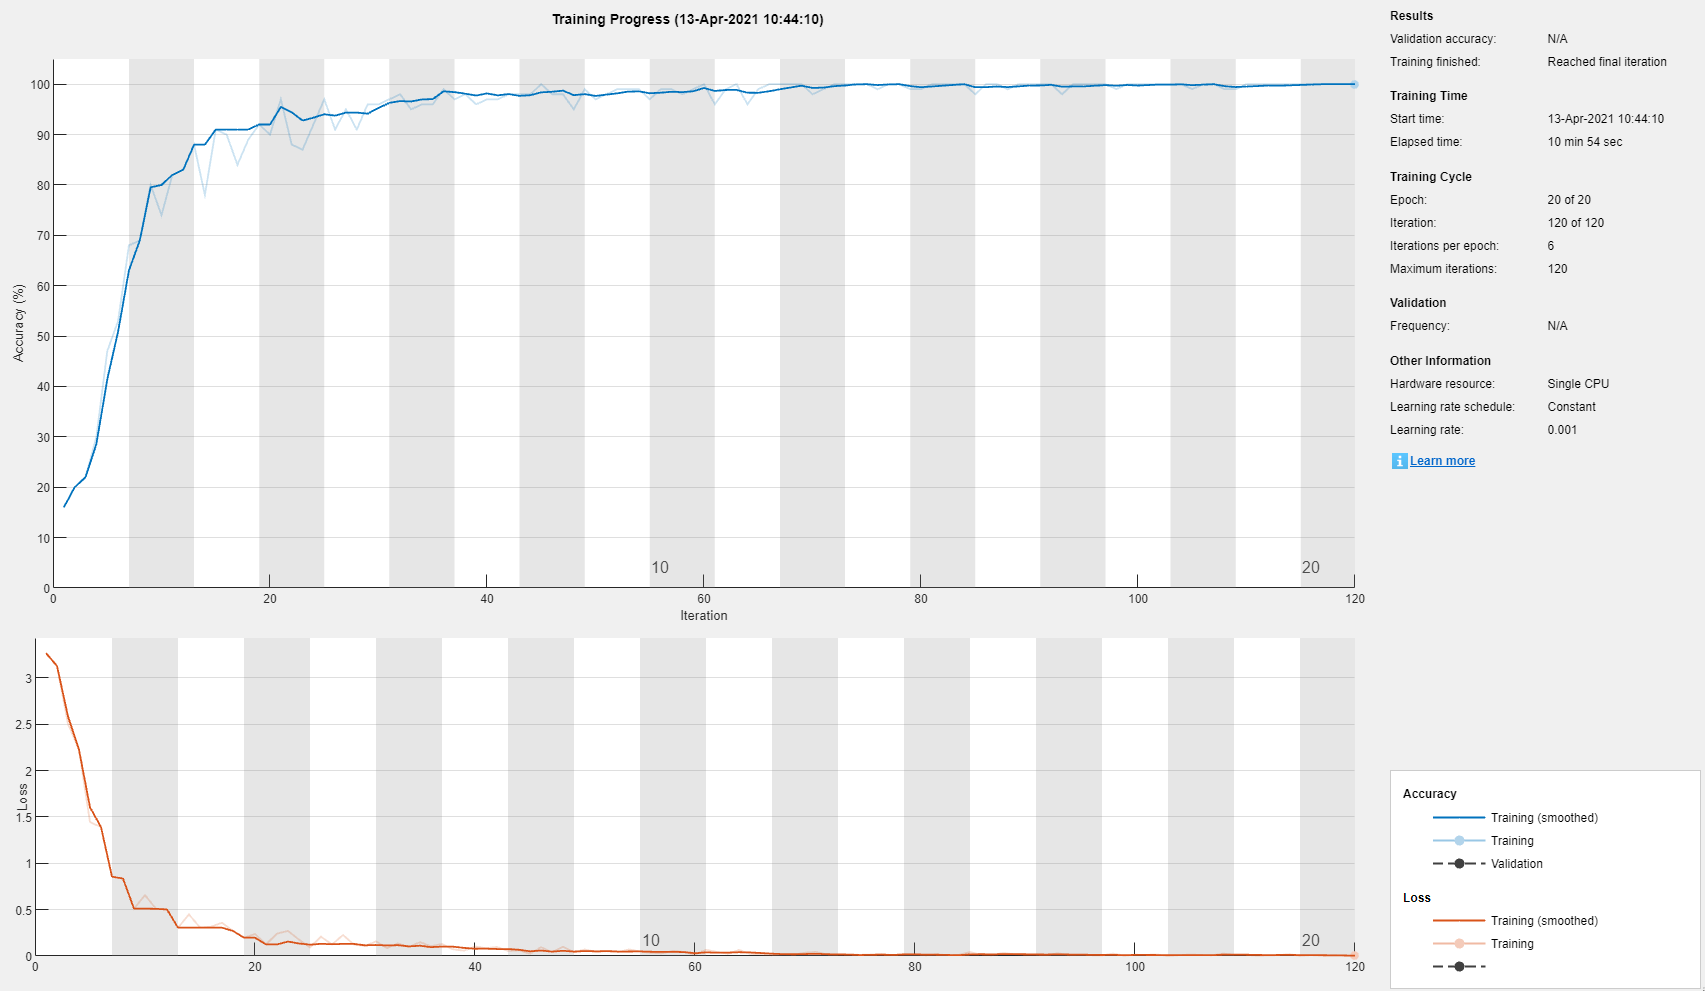 Training Progress (13-Apr-2021 10:44:10)
100
90
80
70
60
50
40
30
20
10
0
Accuracy (%)
10
20
0
20
40
60
80
100
120
Iteration
3
2.5
2
1.5
1
0.5
0
Loss
10
20
0
20
40
60
80
100
120
Results
Validation accuracy: N/A
Training finished: Reached final iteration
Training Time
Start time: 13-Apr-2021 10:44:10
Elapsed time: 10 min 54 sec
Training Cycle
Epoch: 20 of 20
Iteration: 120 of 120
Iterations per epoch: 6
Maximum iterations: 120
Validation
Frequency: N/A
Other Information
Hardware resource: Single CPU
Learning rate schedule: Constant
Learning rate: 0.001
i Learn more
Accuracy
Training (smoothed)
Training
Validation
Loss
Training (smoothed)
Training